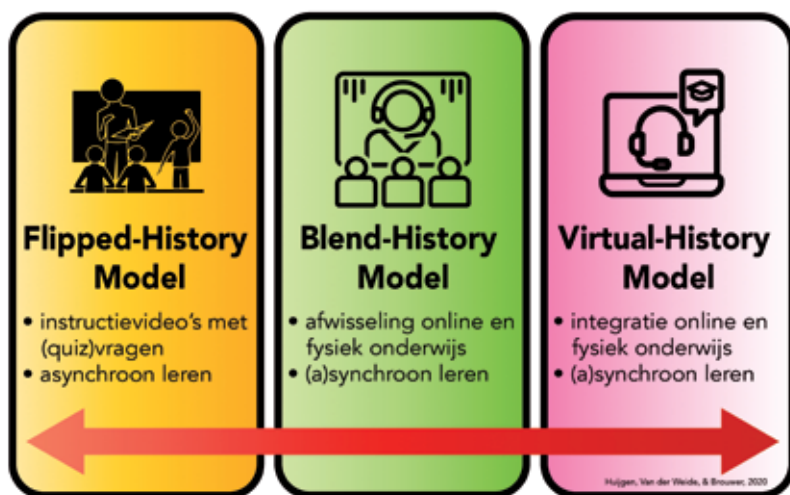 Flipped-History
Model
• instructievideo's met
(quiz)vragen
• asynchroon leren
Blend-History
Model
• afwisseling online en
fysiek onderwijs
• (a)synchroon leren
Virtual-History
Model
• integratie online en
fysiek onderwijs
• (a)synchroon leren
Huijgen, Van der Weide, & Brouwer, 2020